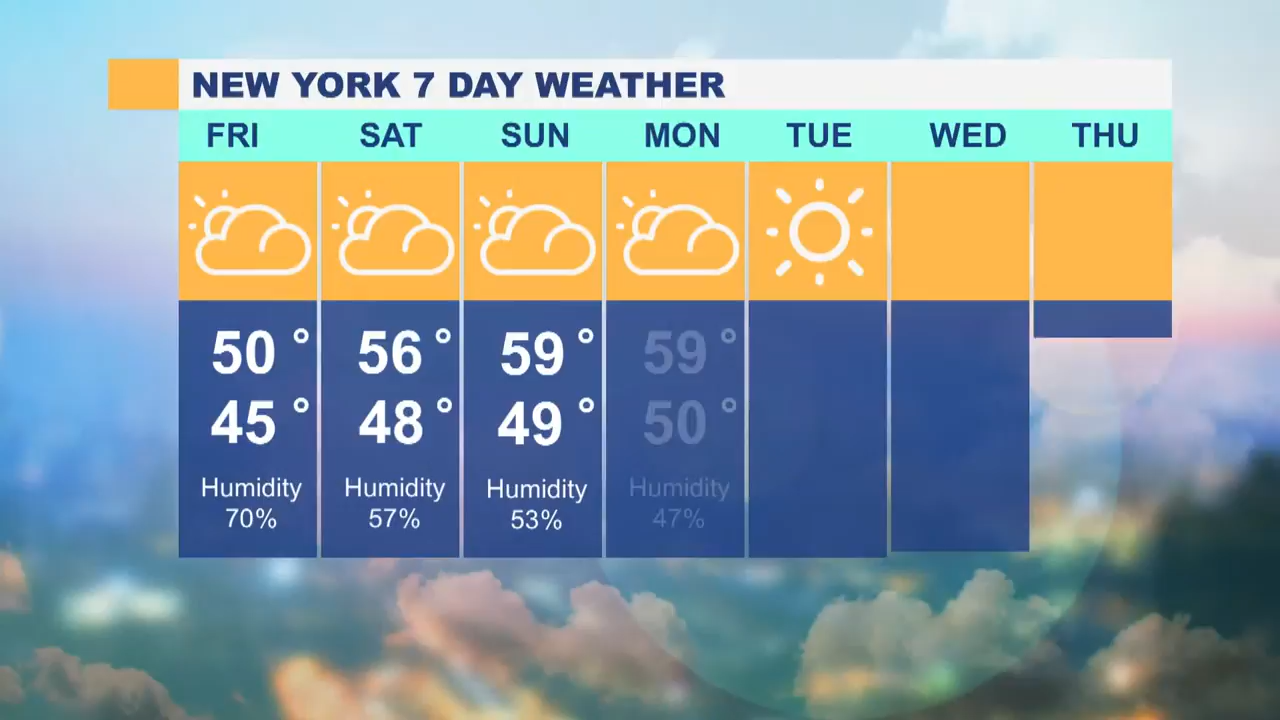 NEW YORK 7 DAY WEATHER
FRI SAT SUN MON TUE WED THU
50° 56° 59° 59°
45° 48° 49° 50°
Humidity Humidity Humidity Humidity
70% 57% 53% 47%